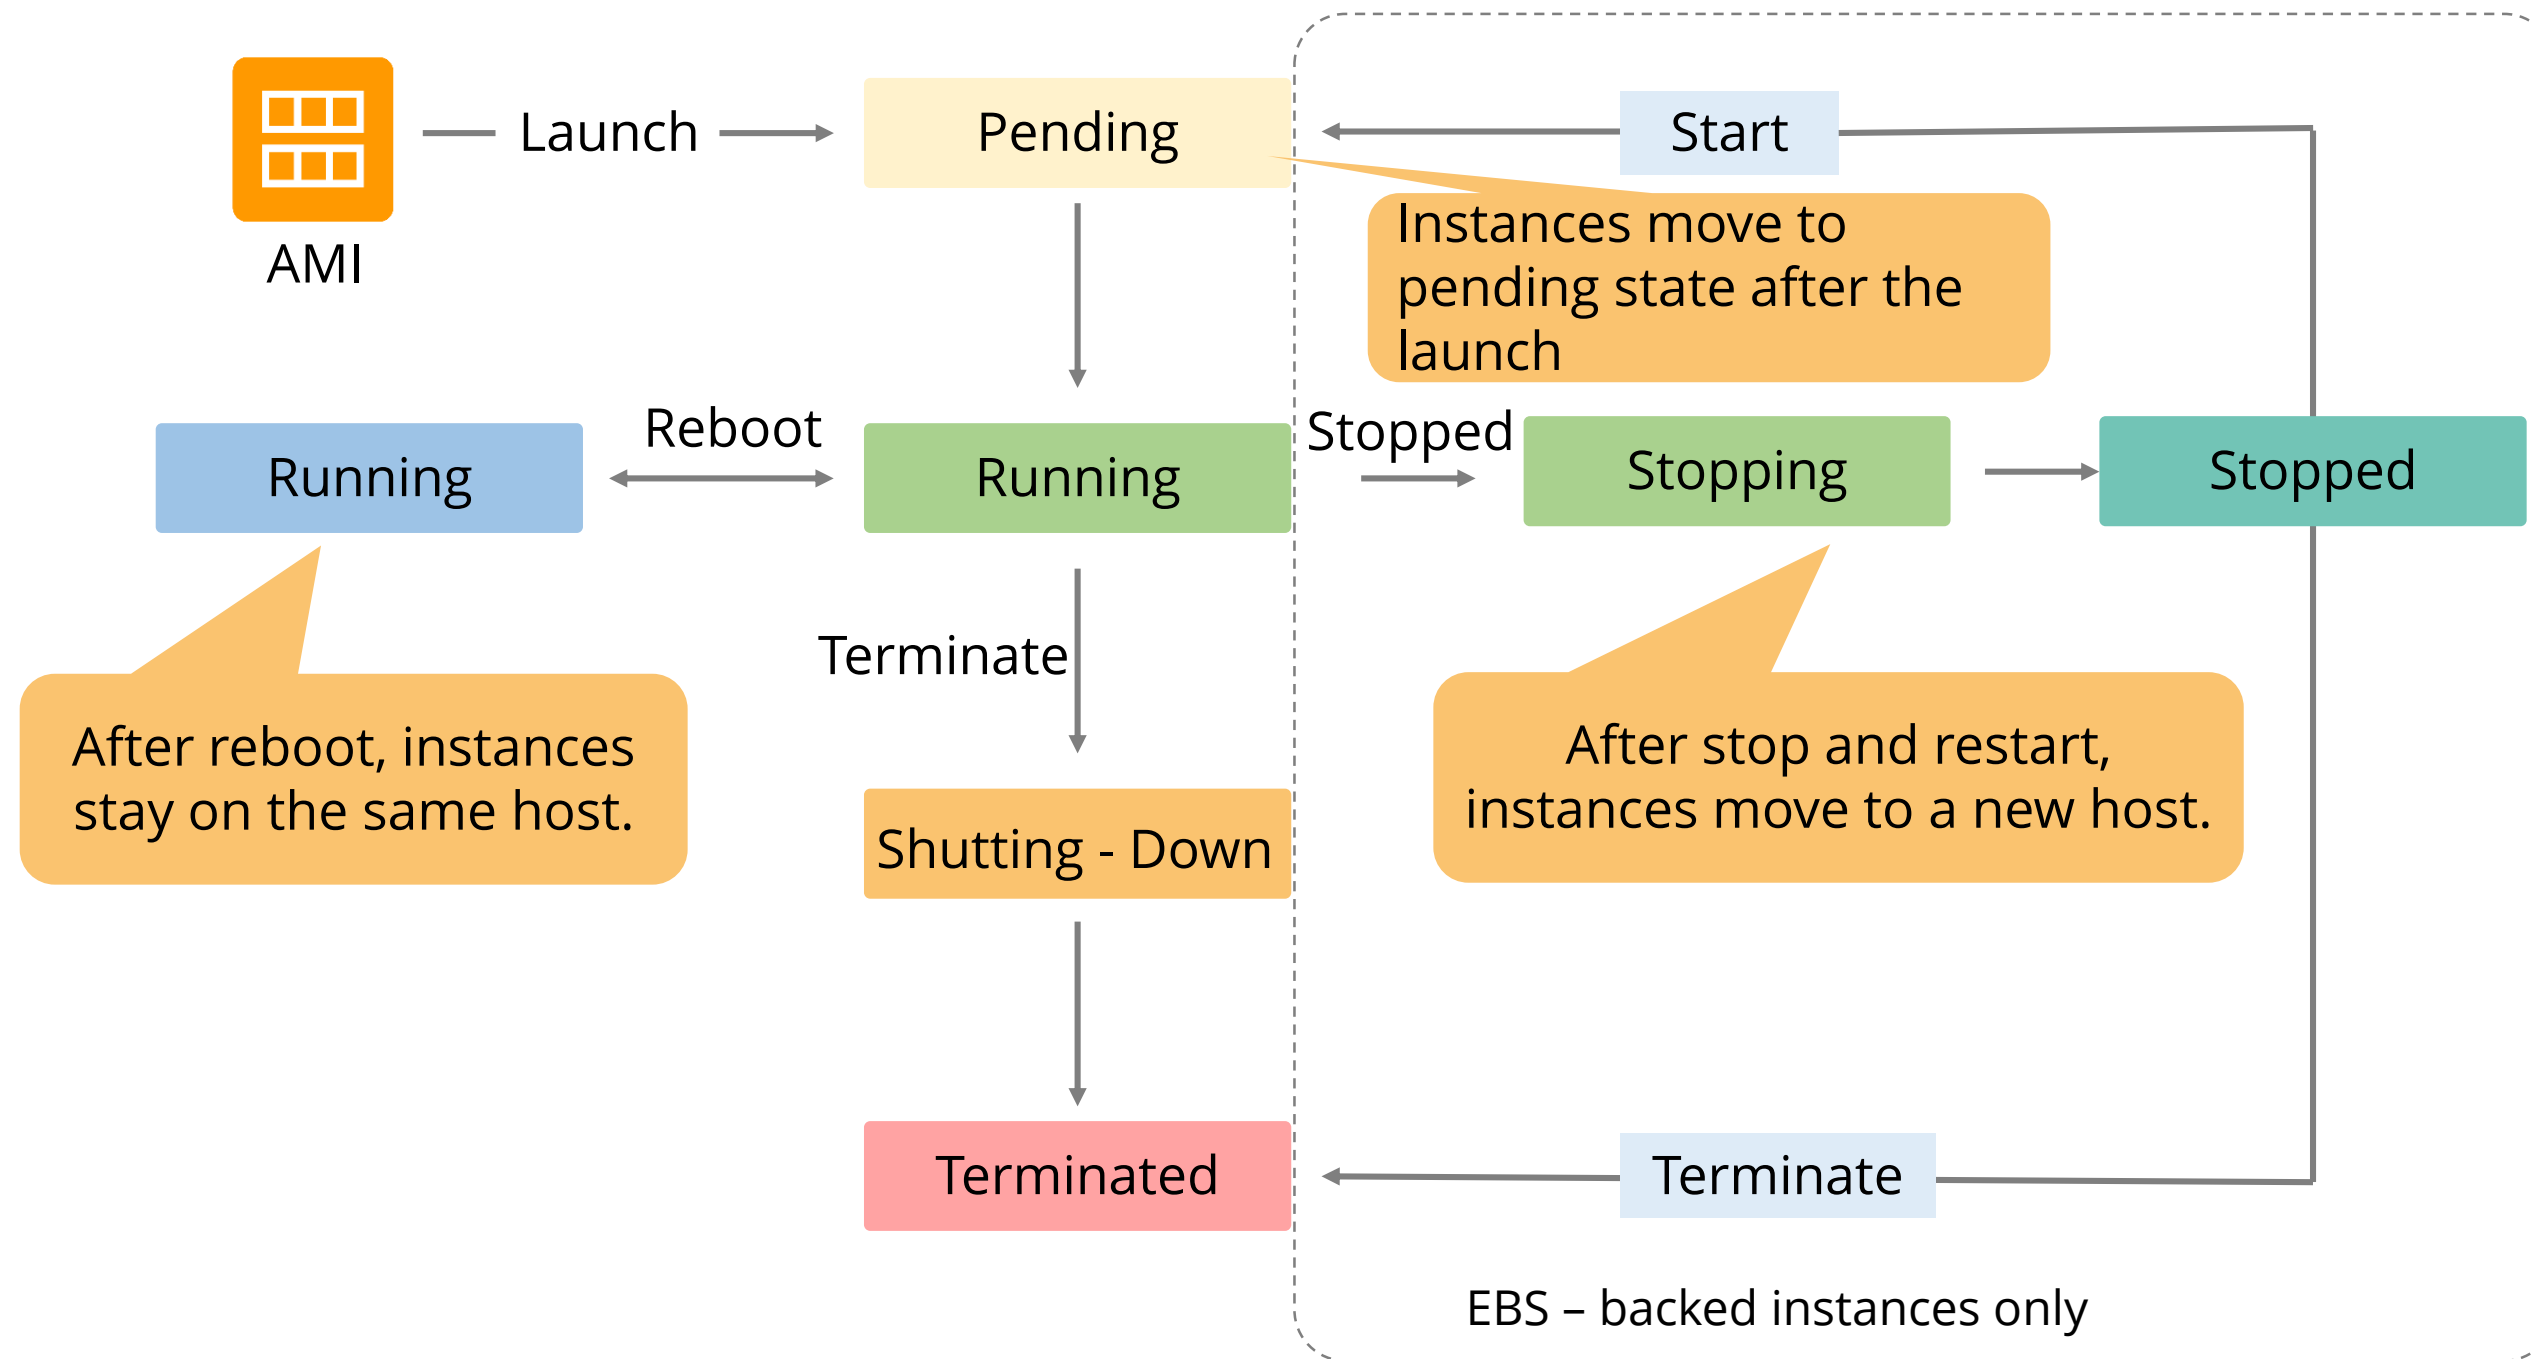 Launch
Pending
Start
AMI
Instances move to
pending state after the
launch
Running
Reboot
Running
Stopped
Stopping
Stopped
Terminate
After reboot, instances
stay on the same host.
After stop and restart,
instances move to a new host.
Shutting - Down
Terminated
Terminate
EBS – backed instances only